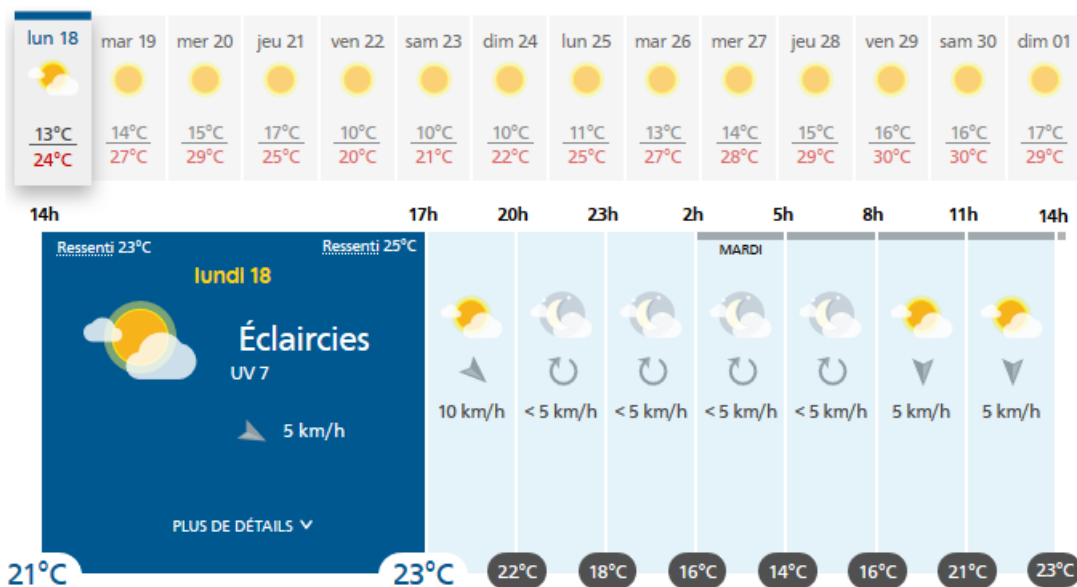 lun 18 mar 19 mer 20 jeu 21 ven 22 sam 23 dim 24 lun 25 mar 26 mer 27 jeu 28 ven 29 sam 30 dim 01
13°C 14°C 15°C 17°C 10°C 10°C 10°C 11°C 13°C 14°C 15°C 16°C 16°C 17°C
24°C 27°C 29°C 25°C 20°C 21°C 22°C 25°C 27°C 28°C 29°C 30°C 30°C 29°C
14h 17h 20h 23h 2h 5h 8h 11h 14h
Ressenti 23°C Ressenti 25°C MARDI
lundi 18
Éclaircies
UV 7
10 km/h < 5 km/h < 5 km/h < 5 km/h < 5 km/h 5 km/h 5 km/h
5 km/h
PLUS DE DÉTAILS
21°C 23°C 22°C 18°C 16°C 14°C 16°C 21°C 23°C